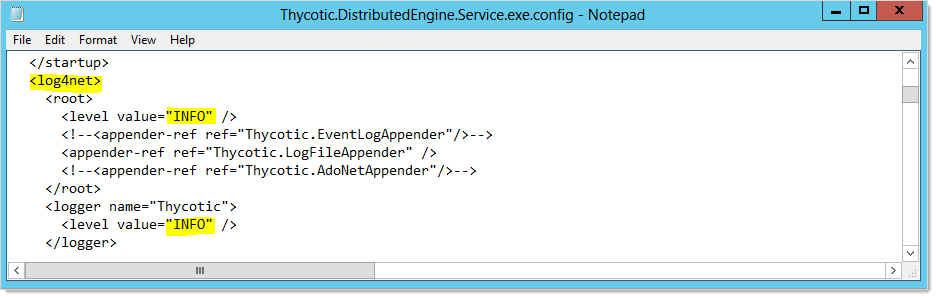 Thycotic.DistributedEngine.Service.exe.config - Notepad
File Edit Format View Help
</startup>
<log4net>
<root>
<level value="INFO" />
<!--<appender-ref ref="Thycotic.EventLogAppender"/>-->
<appender-ref ref="Thycotic.LogFileAppender" />
<!--<appender-ref ref="Thycotic.AdoNetAppender"/>-->
</root>
<logger name="Thycotic">
<level value="INFO" />
</logger>